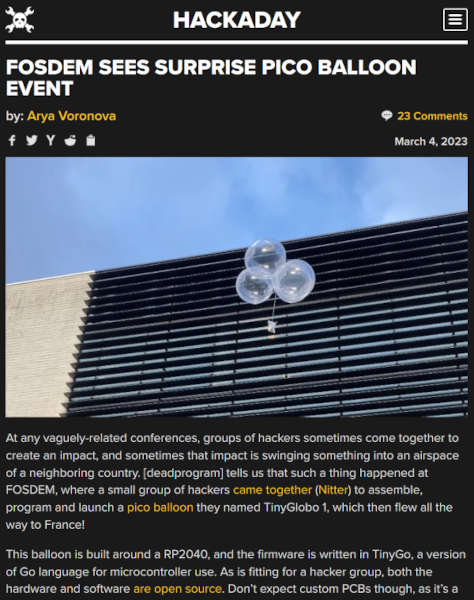 HACKADAY
FOSDEM SEES SURPRISE PICO BALLOON
EVENT
by: Arya Voronova
23 Comments
March 4, 2023
At any vaguely-related conferences, groups of hackers sometimes come together to
create an impact, and sometimes that impact is swinging something into an airspace
of a neighboring country. [deadprogram] tells us that such a thing happened at
FOSDEM, where a small group of hackers came together (Nitter) to assemble,
program and launch a pico balloon they named TinyGlobo 1, which then flew all the
way to France!
This balloon is built around a RP2040, and the firmware is written in TinyGo, a version
of Go language for microcontroller use. As is fitting for a hacker group, both the
hardware and software are open source. Don’t expect custom PCBs though, as it’s a